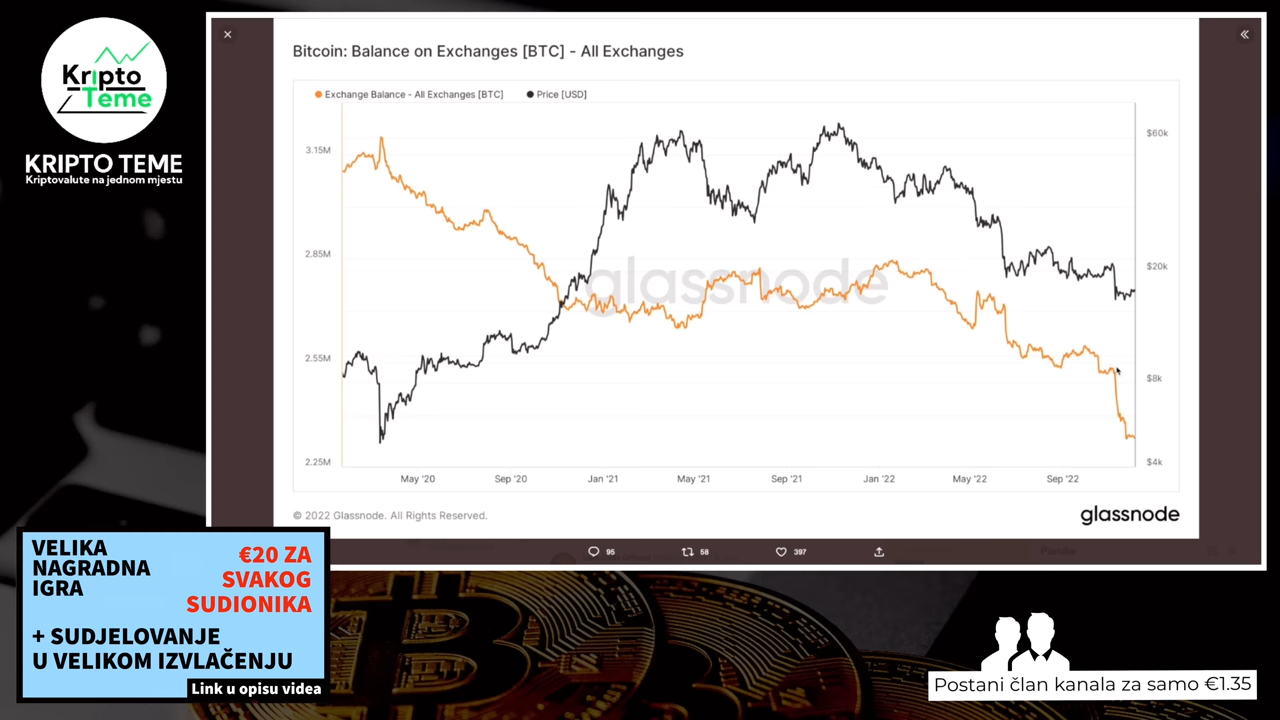 Kripto
Teme
KRIPTO TEME
Kriptovalute na jednom mjestu
Bitcoin: Balance on Exchanges [BTC] - All Exchanges
Exchange Balance - All Exchanges [BTC]
Price [USD]
3.15M
2.85M
2.55M
2.25M
$60k
$20k
$8k
$4k
glassnode
May '20
Sep '20
Jan '21
May '21
Sep '21
Jan '22
May '22
Sep '22
© 2022 Glassnode. All Rights Reserved.
glassnode
95
58
397
VELIKA
NAGRADNA
IGRA
€20 ZA
SVAKOG
SUDIONIKA
+ SUDJELOVANJE
U VELIKOM IZVLAČENJU
Link u opisu videa
Postani član kanala za samo €1.35